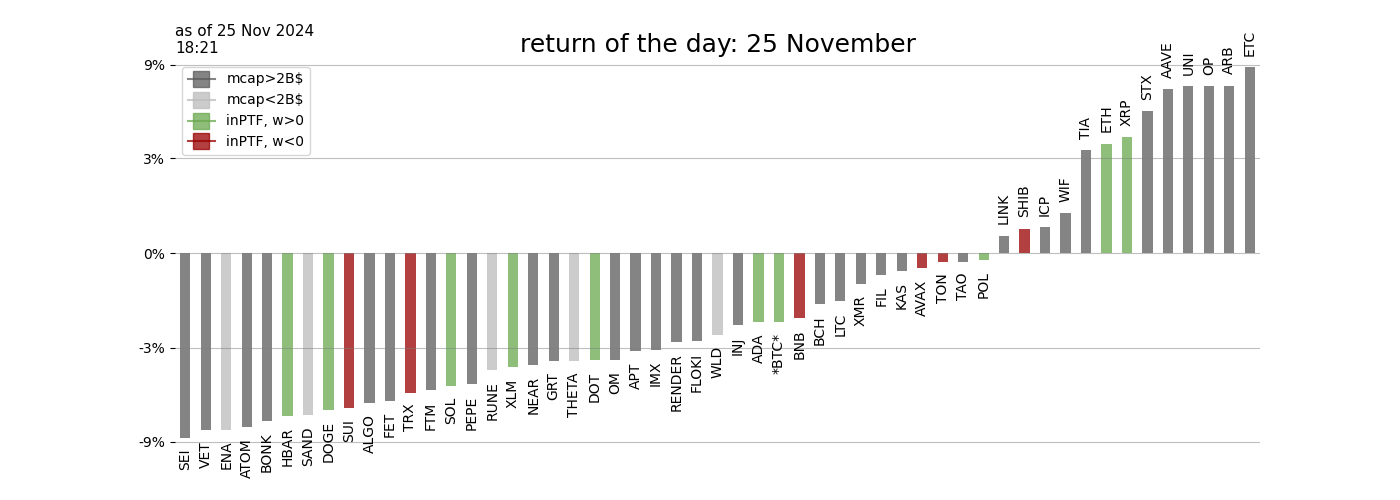 as of 25 Nov 2024
18:21
return of the day: 25 November
9%
3%
0%
-3%
-9%
mcap>2B$
mcap<2B$
inPTF, w>0
inPTF, w<0
SEI
VET
ENA
ATOM
BONK
HBAR
SAND
DOGE
SUI
ALGO
FET
TRX
FTM
SOL
PEPE
RUNE
XLM
NEAR
GRT
THETA
DOT
OM
APT
IMX
RENDER
FLOKI
WLD
INJ
ADA
*BTC*
BNB
BCH
LTC
XMR
FIL
KAS
AVAX
TON
TAO
POL
LINK
SHIB
ICP
WIF
TIA
ETH
XRP
STX
AAVE
UNI
OP
ARB
ETC